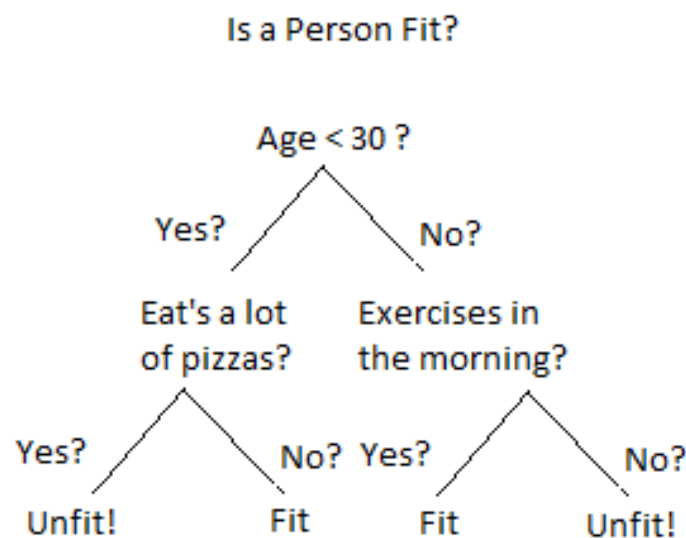 Is a Person Fit?
Age < 30 ?
Yes?
No?
Eat's a lot
of pizzas?
Exercises in
the morning?
Yes?
No?
Yes?
No?
Unfit!
Fit
Fit
Unfit!